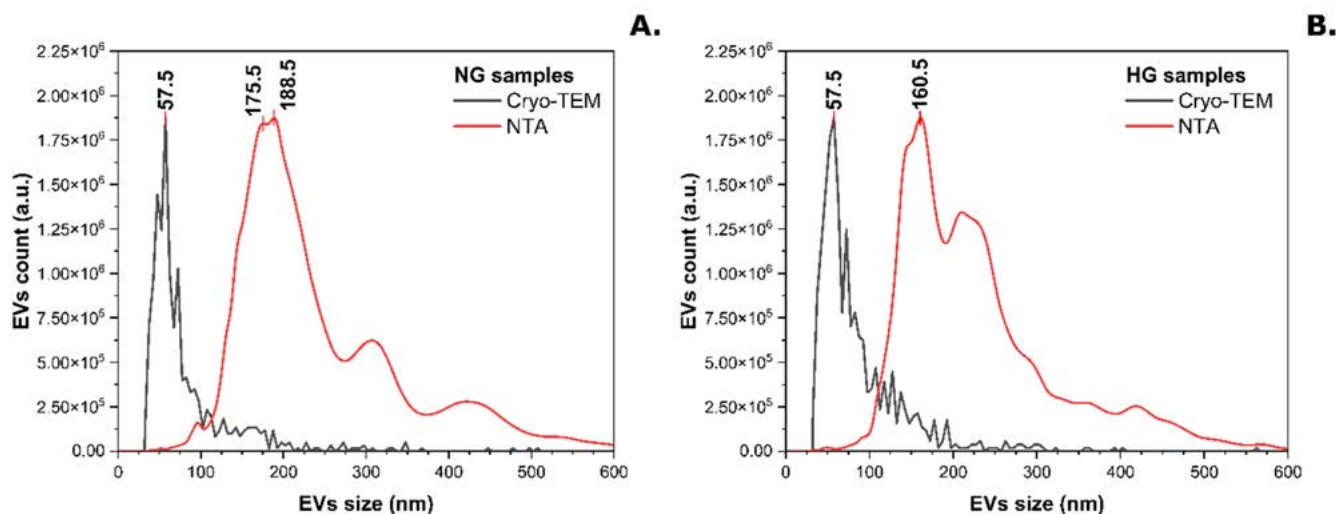 A.
2.25×10⁶
2.00×10⁶
1.75×10⁶
1.50×10⁶
1.25×10⁶
1.00×10⁶
7.50×10⁵
5.00×10⁵
2.50×10⁵
0.00
EVs count (a.u.)
57.5
175.5
188.5
NG samples
Cryo-TEM
NTA
0 100 200 300 400 500 600
EVs size (nm)
B.
2.25×10⁶
2.00×10⁶
1.75×10⁶
1.50×10⁶
1.25×10⁶
1.00×10⁶
7.50×10⁵
5.00×10⁵
2.50×10⁵
0.00
EVs count (a.u.)
57.5
160.5
HG samples
Cryo-TEM
NTA
0 100 200 300 400 500 600
EVs size (nm)